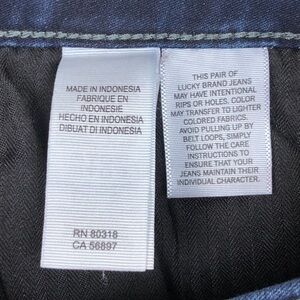 MADE IN INDONESIA
FABRIQUE EN
INDONESIE
HECHO EN INDONESIA
DIBUAT DI INDONESIA
RN 80318
CA 56897
THIS PAIR OF
LUCKY BRAND JEANS
MAY HAVE INTENTIONAL
RIPS OR HOLES. COLOR
MAY TRANSFER TO LIGHTER
COLORED FABRICS.
AVOID PULLING UP BY
BELT LOOPS, SIMPLY
FOLLOW THE CARE
INSTRUCTIONS TO
ENSURE THAT YOUR
JEANS MAINTAIN THEIR
INDIVIDUAL CHARACTER.